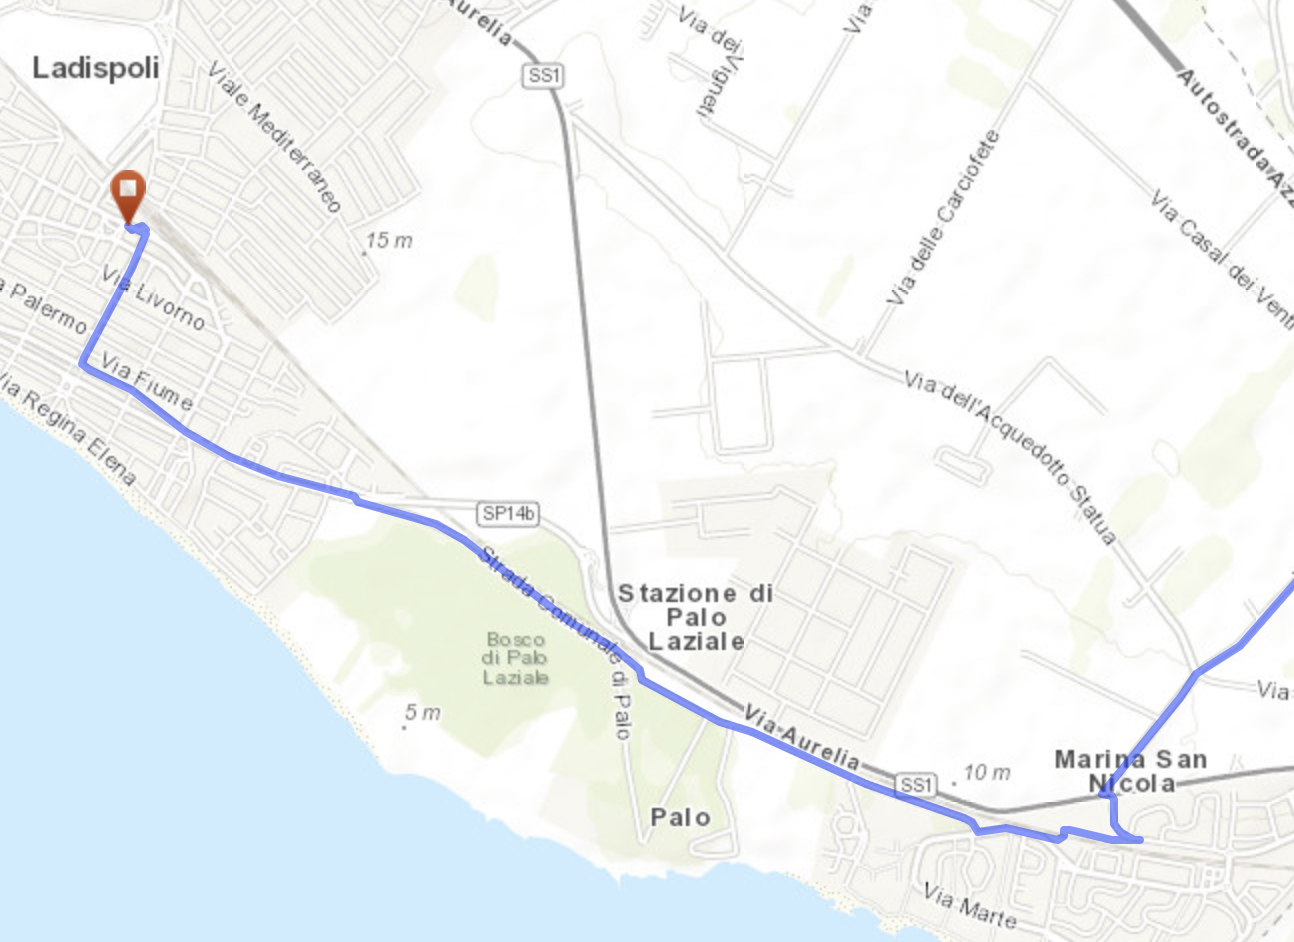 Aurelia
Via dei
Vigneti
Via
Ladispoli
SS1
Autostrada Az
Viale Mediterraneo
Via delle Carciofete
Via Casal dei Venti
15 m
Via Livorno
a Palermo
Via Fiume
Via Regina Elena
Via dell'Acquedotto Statua
SP14b
Strada Comunale di Palo
Stazione di
Palo
Laziale
Bosco
di Palo
Laziale
Via
5 m
Via Aurelia
Marina San
Nicola
10 m
SS1
Palo
Via Marte